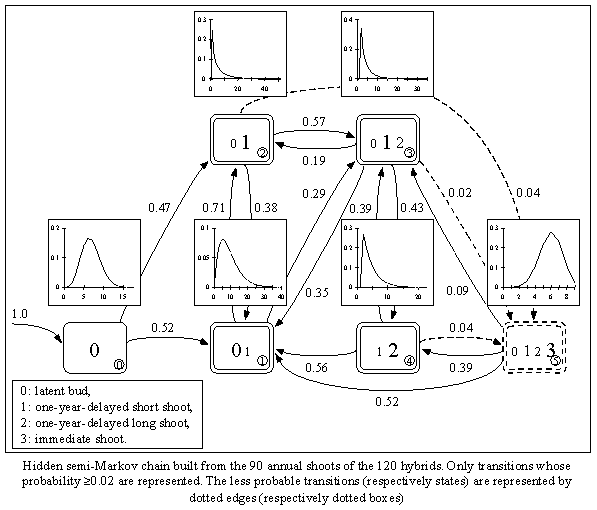 0.3
0.2
0.1
0
0 20 40
0.4
0.3
0.2
0.1
0
0 10 20 30
0.57
0 1 ②
0 1 2 ③
0.19
0.29
0.02
0.04
0.47
0.71
0.38
0.39
0.43
0.2
0.1
0
0 5 10 15
0.1
0.05
0
0 10 20 30 40
0.3
0.2
0.1
0
0 10 20
0.3
0.2
0.1
0
0 2 4 6 8
0.35
0.09
1.0
0.52
0.04
0 ⓪
0 1 ①
1 2 ④
0 1 2 3 ⑤
0.56
0.39
0.52
0: latent bud,
1: one-year-delayed short shoot,
2: one-year-delayed long shoot,
3: immediate shoot.
Hidden semi-Markov chain built from the 90 annual shoots of the 120 hybrids. Only transitions whose
probability ≥0.02 are represented. The less probable transitions (respectively states) are represented by
dotted edges (respectively dotted boxes)